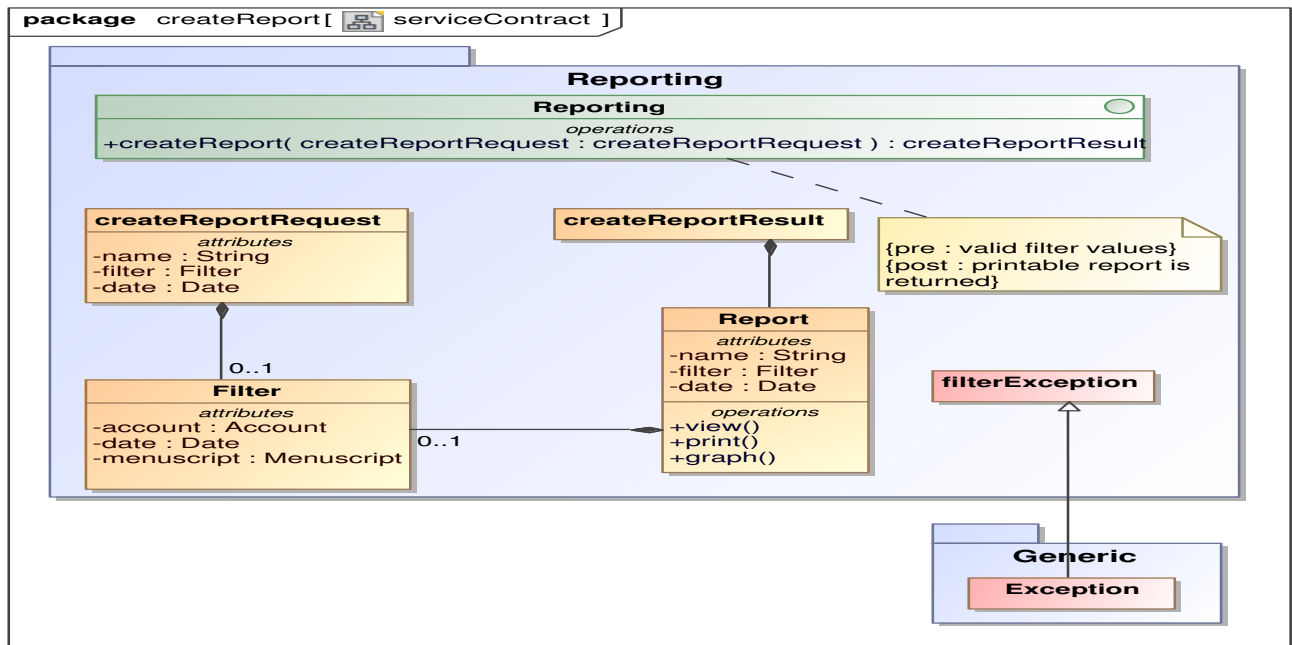 package createReport[ serviceContract ]
Reporting
Reporting
operations
+createReport( createReportRequest : createReportRequest ) : createReportResult
createReportRequest
attributes
-name : String
-filter : Filter
-date : Date
createReportResult
{pre : valid filter values}
{post : printable report is
returned}
Report
attributes
-name : String
-filter : Filter
-date : Date
operations
+view()
+print()
+graph()
0..1
Filter
attributes
-account : Account
-date : Date
-menuscript : Menuscript
0..1
filterException
Generic
Exception